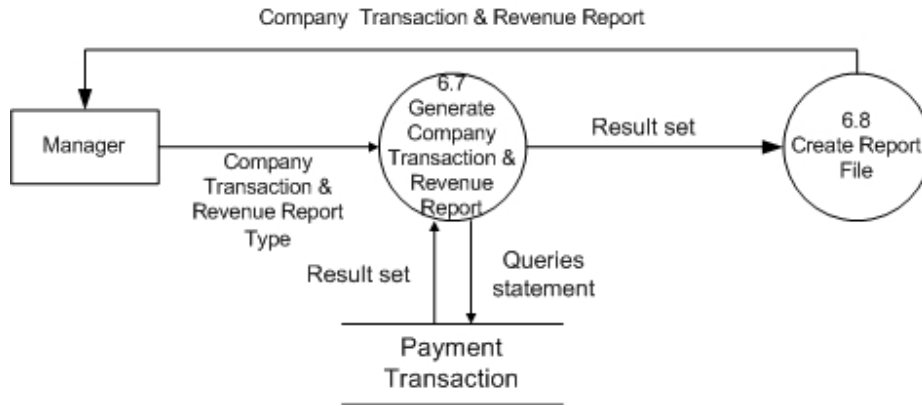 Company Transaction & Revenue Report
Manager
Company
Transaction &
Revenue Report
Type
6.7
Generate
Company
Transaction &
Revenue
Report
Result set
6.8
Create Report
File
Result set
Queries
statement
Payment
Transaction